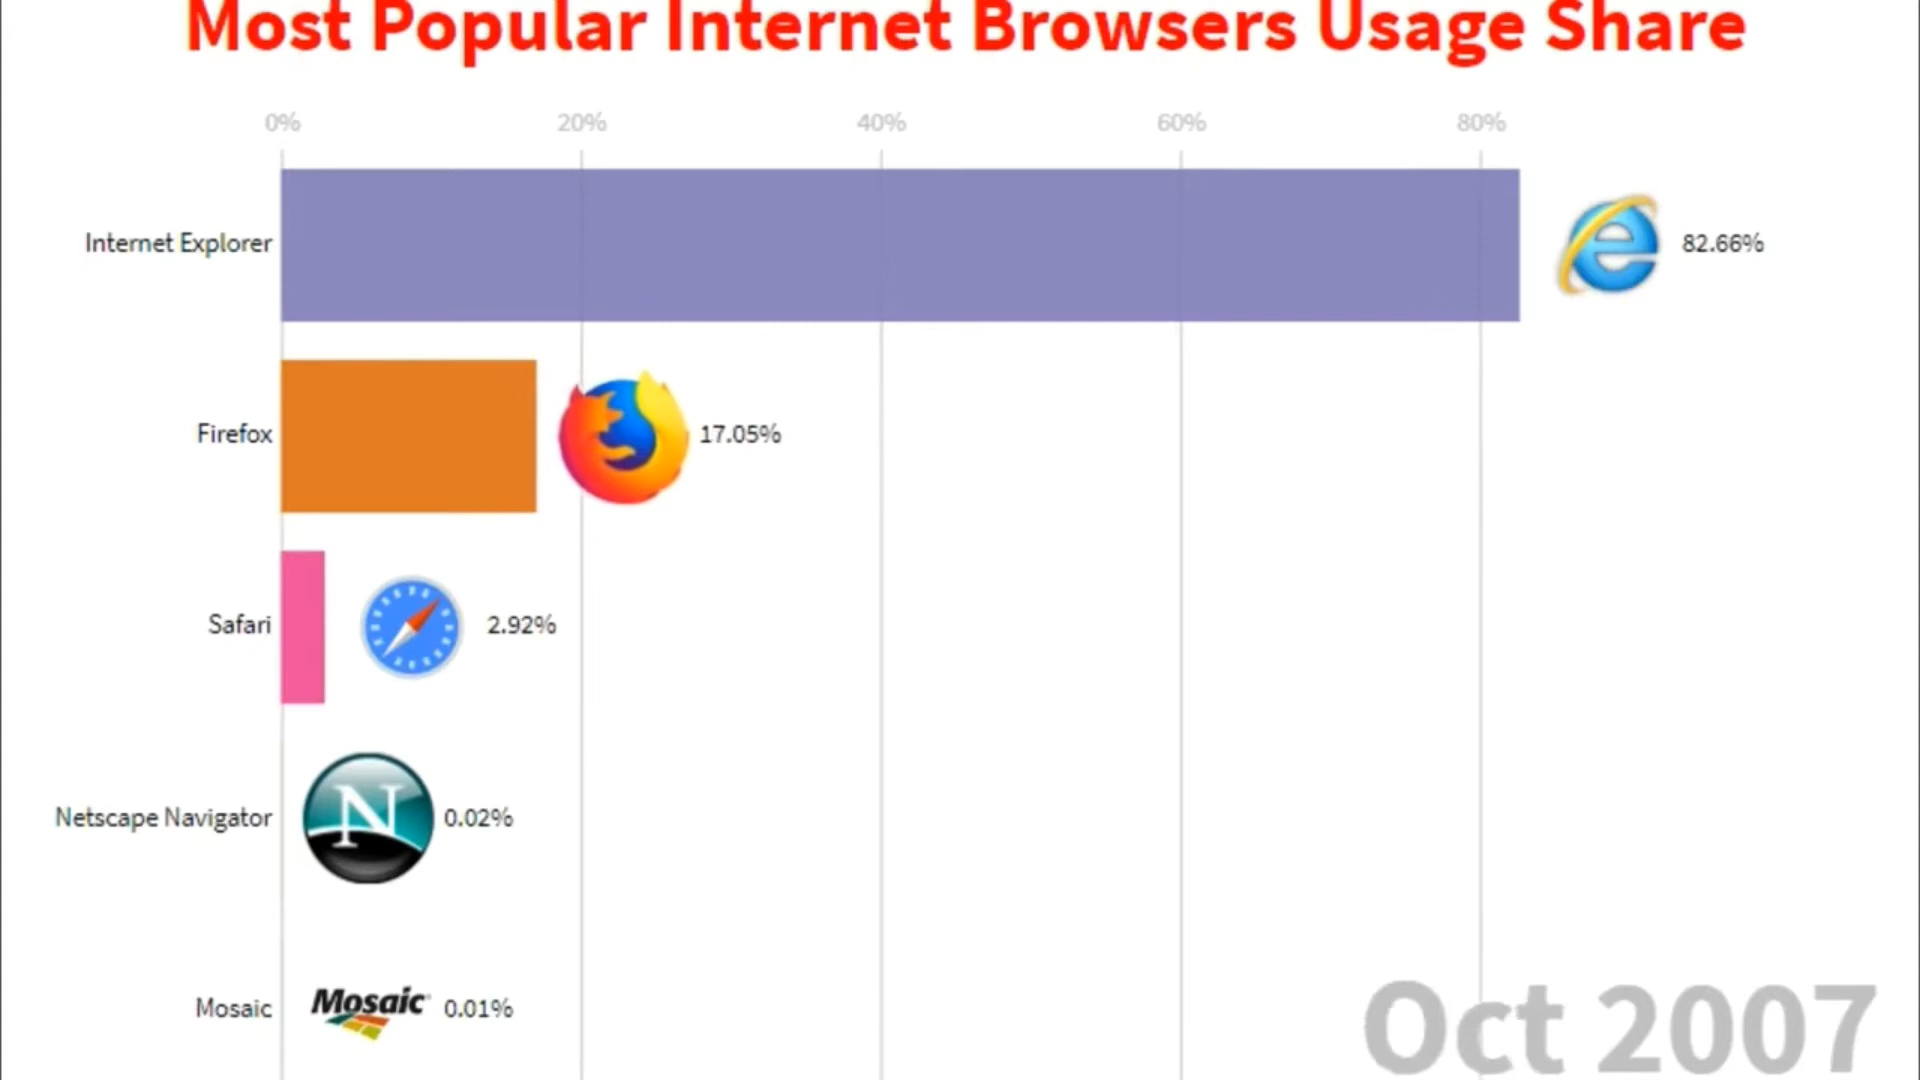 Most Popular Internet Browsers Usage Share
0% 20% 40% 60% 80%
Internet Explorer 82.66%
Firefox 17.05%
Safari 2.92%
Netscape Navigator N 0.02%
Mosaic Mosaic 0.01%
Oct 2007